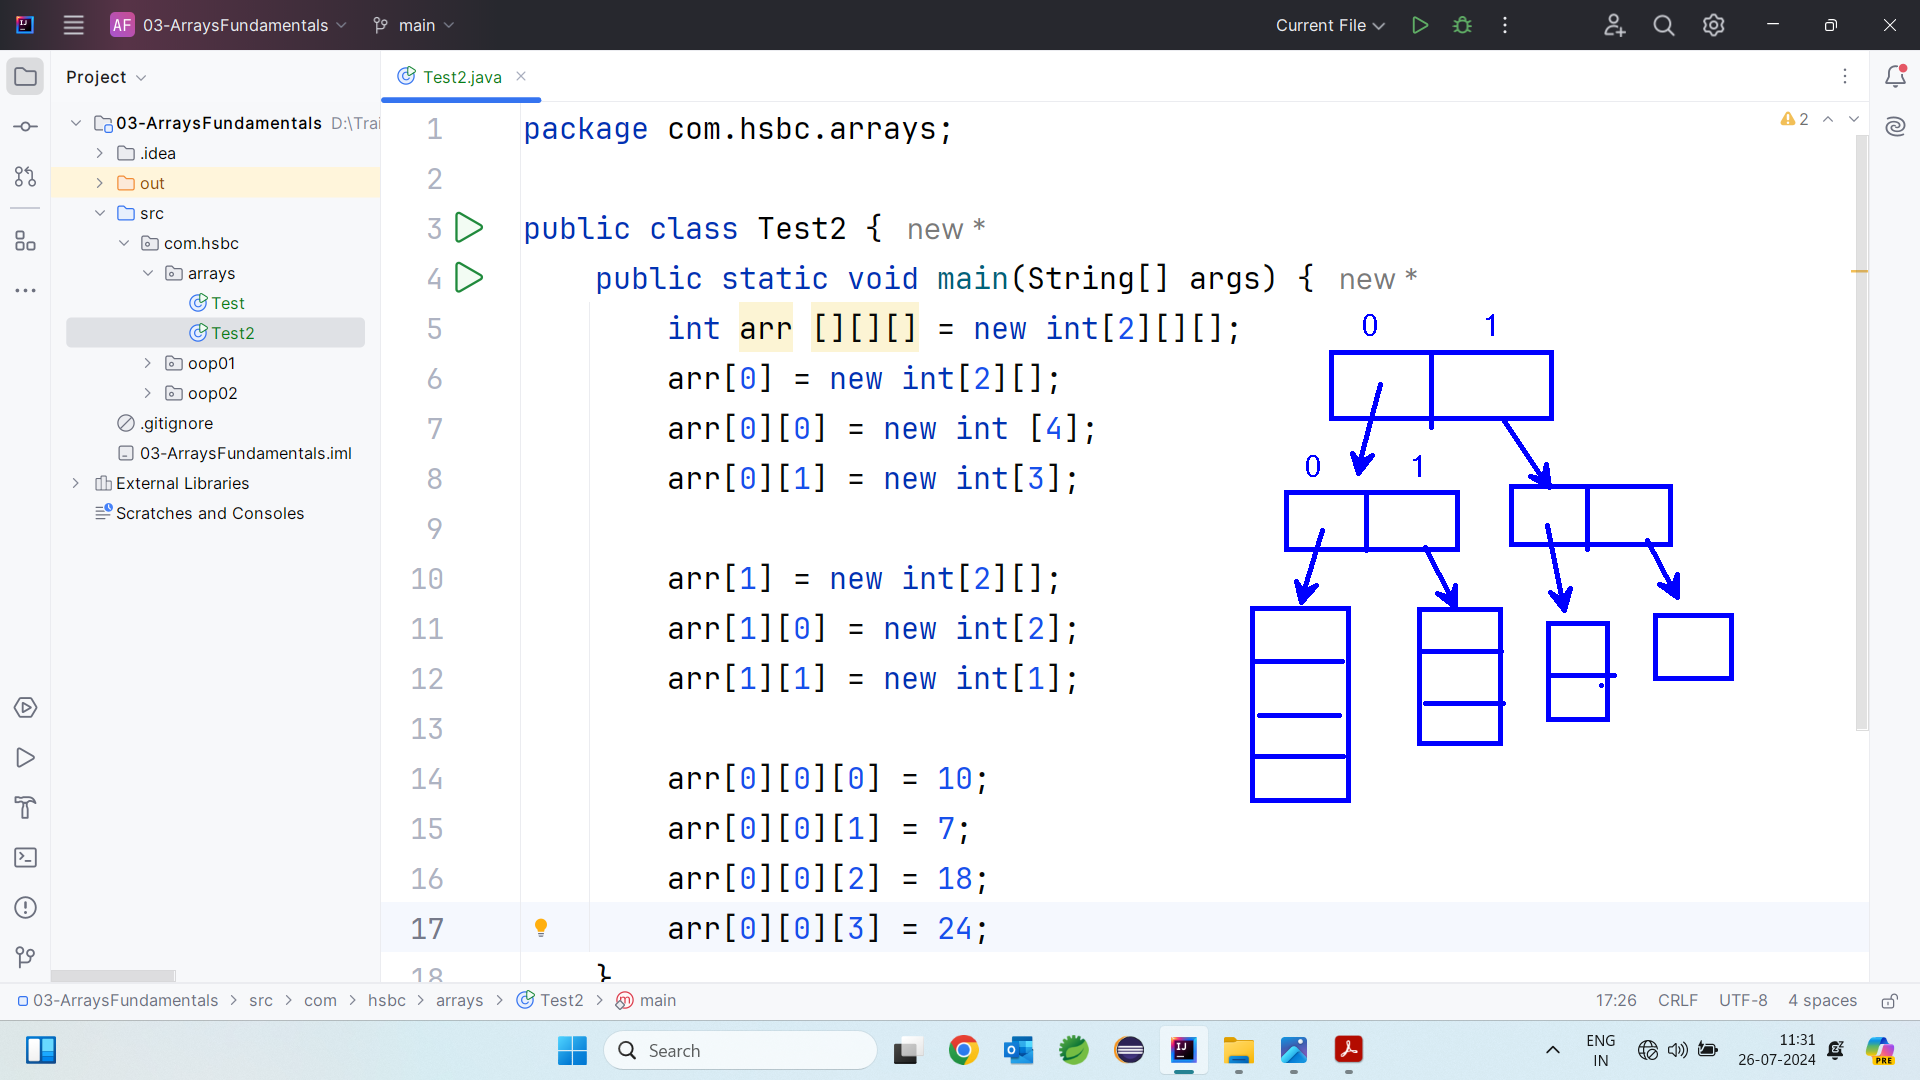 AF 03-ArraysFundamentals main Current File
Project
Test2.java
03-ArraysFundamentals D:\Trai
.idea
out
src
com.hsbc
arrays
Test
Test2
oop01
oop02
.gitignore
03-ArraysFundamentals.iml
External Libraries
Scratches and Consoles
2
1 package com.hsbc.arrays;
2
3 public class Test2 { new *
4 public static void main(String[] args) { new *
5 int arr [][][] = new int[2][][];
6 arr[0] = new int[2][];
7 arr[0][0] = new int [4];
8 arr[0][1] = new int[3];
9
10 arr[1] = new int[2][];
11 arr[1][0] = new int[2];
12 arr[1][1] = new int[1];
13
14 arr[0][0][0] = 10;
15 arr[0][0][1] = 7;
16 arr[0][0][2] = 18;
17 arr[0][0][3] = 24;
18 }
0 1
0 1
03-ArraysFundamentals > src > com > hsbc > arrays > Test2 > main
17:26 CRLF UTF-8 4 spaces
Search
ENG
IN
11:31
26-07-2024
PRE